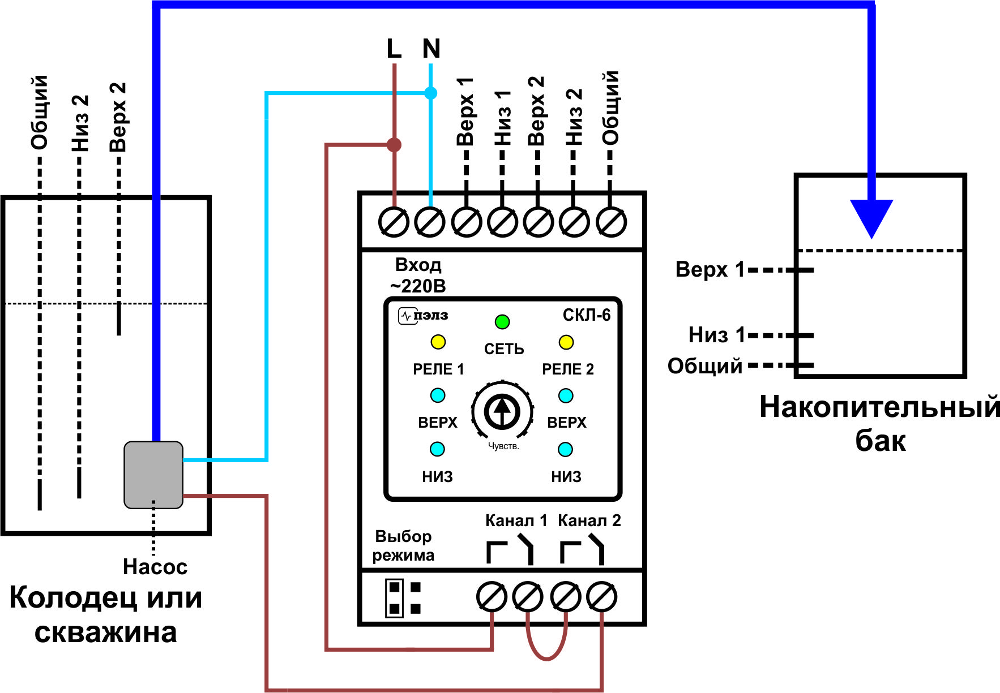 L N
Общий
Низ 2
Верх 2
Верх 1
Низ 1
Верх 2
Низ 2
Общий
Вход
~220В
пэлз
СКЛ-6
СЕТЬ
РЕЛЕ 1
РЕЛЕ 2
ВЕРХ
ВЕРХ
Чувств.
НИЗ
НИЗ
Канал 1 Канал 2
Выбор
режима
Верх 1
Низ 1
Общий
Накопительный
бак
Насос
Колодец или
скважина